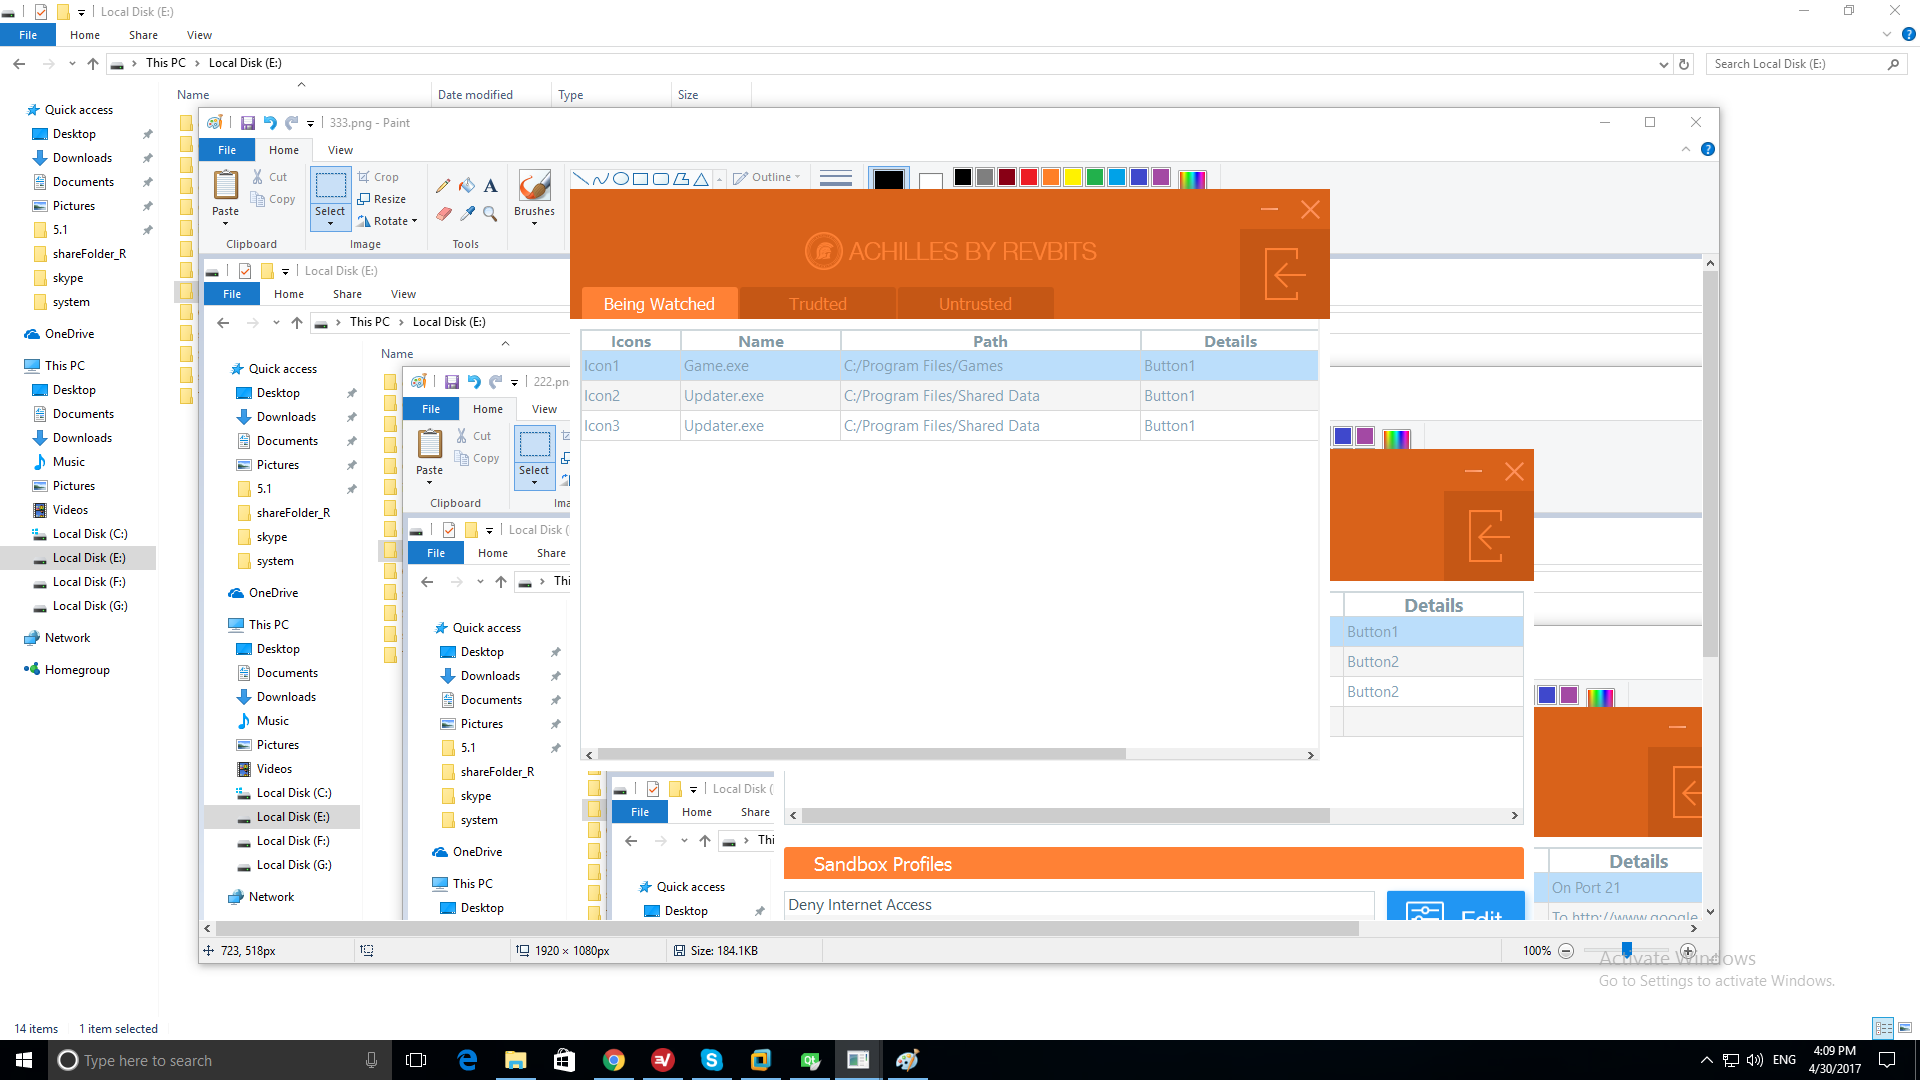 Local Disk (E:)
File Home Share View
This PC > Local Disk (E:)
Search Local Disk (E:)
Name Date modified Type Size
Quick access
Desktop
Downloads
Documents
Pictures
5.1
shareFolder_R
skype
system
OneDrive
This PC
Desktop
Documents
Downloads
Music
Pictures
Videos
Local Disk (C:)
Local Disk (E:)
Local Disk (F:)
Local Disk (G:)
Network
Homegroup
333.png - Paint
File Home View
Paste
Cut
Copy
Clipboard
Select
Crop
Resize
Rotate
Image
Tools
Brushes
Outline
Local Disk (E:)
File Home Share View
This PC > Local Disk (E:)
Name
Quick access
Desktop
Downloads
Documents
Pictures
5.1
shareFolder_R
skype
system
OneDrive
This PC
Desktop
Documents
Downloads
Music
Pictures
Videos
Local Disk (C:)
Local Disk (E:)
Local Disk (F:)
Local Disk (G:)
Network
222.pn
File Home View
Paste
Cut
Copy
Clipboard
Select
Ima
Local Disk (
File Home Share
Thi
Quick access
Desktop
Downloads
Documents
Pictures
5.1
shareFolder_R
skype
system
OneDrive
This PC
Desktop
Local Disk (
File Home Share
Thi
Quick access
Desktop
ACHILLES BY REVBITS
Being Watched Trudted Untrusted
Icons Name Path Details
Icon1 Game.exe C:/Program Files/Games Button1
Icon2 Updater.exe C:/Program Files/Shared Data Button1
Icon3 Updater.exe C:/Program Files/Shared Data Button1
Details
Button1
Button2
Button2
Sandbox Profiles
Deny Internet Access
Edit
Details
On Port 21
To http://www.google
723, 518px
1920 × 1080px
Size: 184.1KB
100%
Activate Windows
Go to Settings to activate Windows.
14 items 1 item selected
Type here to search
ENG
4:09 PM
4/30/2017